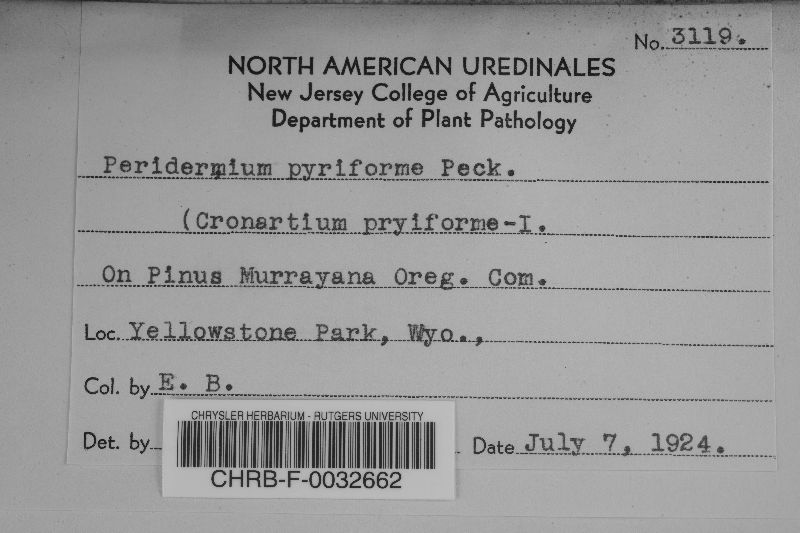 No. 3119.
NORTH AMERICAN UREDINALES
New Jersey College of Agriculture
Department of Plant Pathology
Peridermium pyriforme Peck.
(Cronartium pryiforme-I.
On Pinus Murrayana Oreg. Com.
Loc. Yellowstone Park, Wyo.,
Col. by E. B.
Det. by
Date July 7, 1924.
CHRYSLER HERBARIUM - RUTGERS UNIVERSITY
CHRB-F-0032662